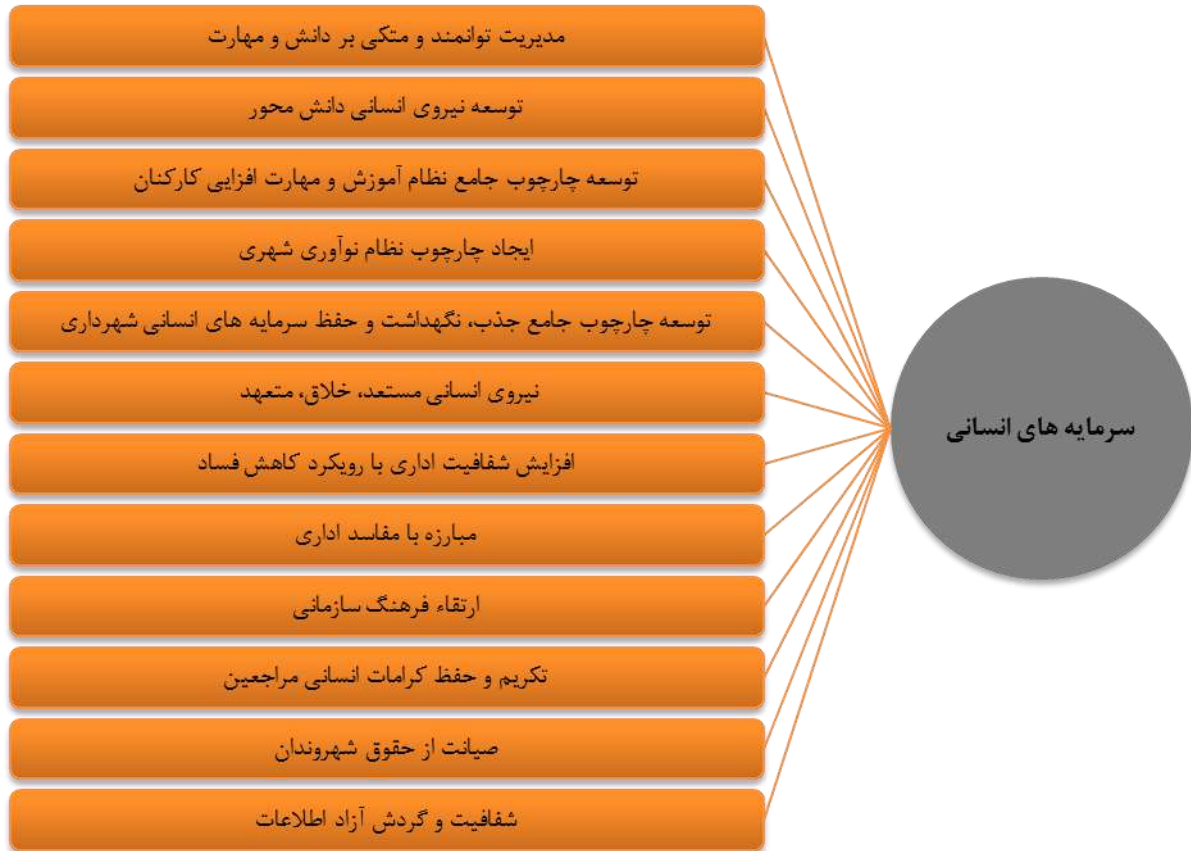 سرمایه های انسانی
مدیریت توانمند و متکی بر دانش و مهارت
توسعه نیروی انسانی دانش محور
توسعه چارچوب جامع نظام آموزش و مهارت افزایی کارکنان
ایجاد چارچوب نظام نوآوری شهری
توسعه چارچوب جامع جذب، نگهداشت و حفظ سرمایه های انسانی شهرداری
نیروی انسانی مستعد، خلاق، متعهد
افزایش شفافیت اداری با رویکرد کاهش فساد
مبارزه با مفاسد اداری
ارتقاء فرهنگ سازمانی
تکریم و حفظ کرامات انسانی مراجعین
صیانت از حقوق شهروندان
شفافیت و گردش آزاد اطلاعات